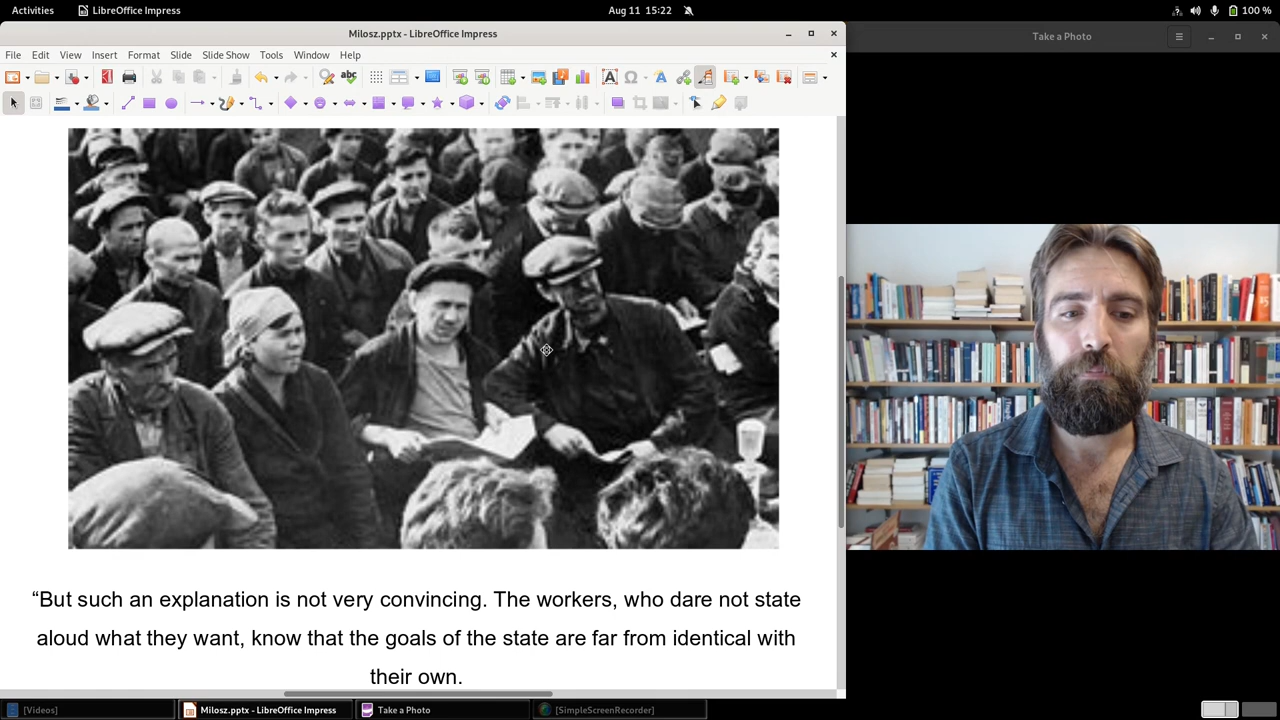 Activities
LibreOffice Impress
Aug 11 15:22
100 %
Milosz.pptx - LibreOffice Impress
Take a Photo
File Edit View Insert Format Slide Slide Show Tools Window Help
“But such an explanation is not very convincing. The workers, who dare not state
aloud what they want, know that the goals of the state are far from identical with
their own.
[Videos]
Milosz.pptx - LibreOffice Impress
Take a Photo
[SimpleScreenRecorder]